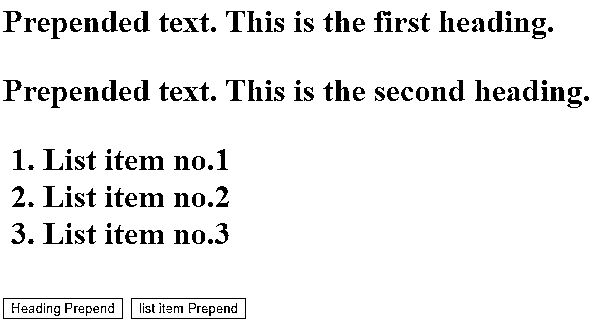 Prepended text. This is the first heading.
Prepended text. This is the second heading.
1. List item no.1
2. List item no.2
3. List item no.3
Heading Prepend list item Prepend